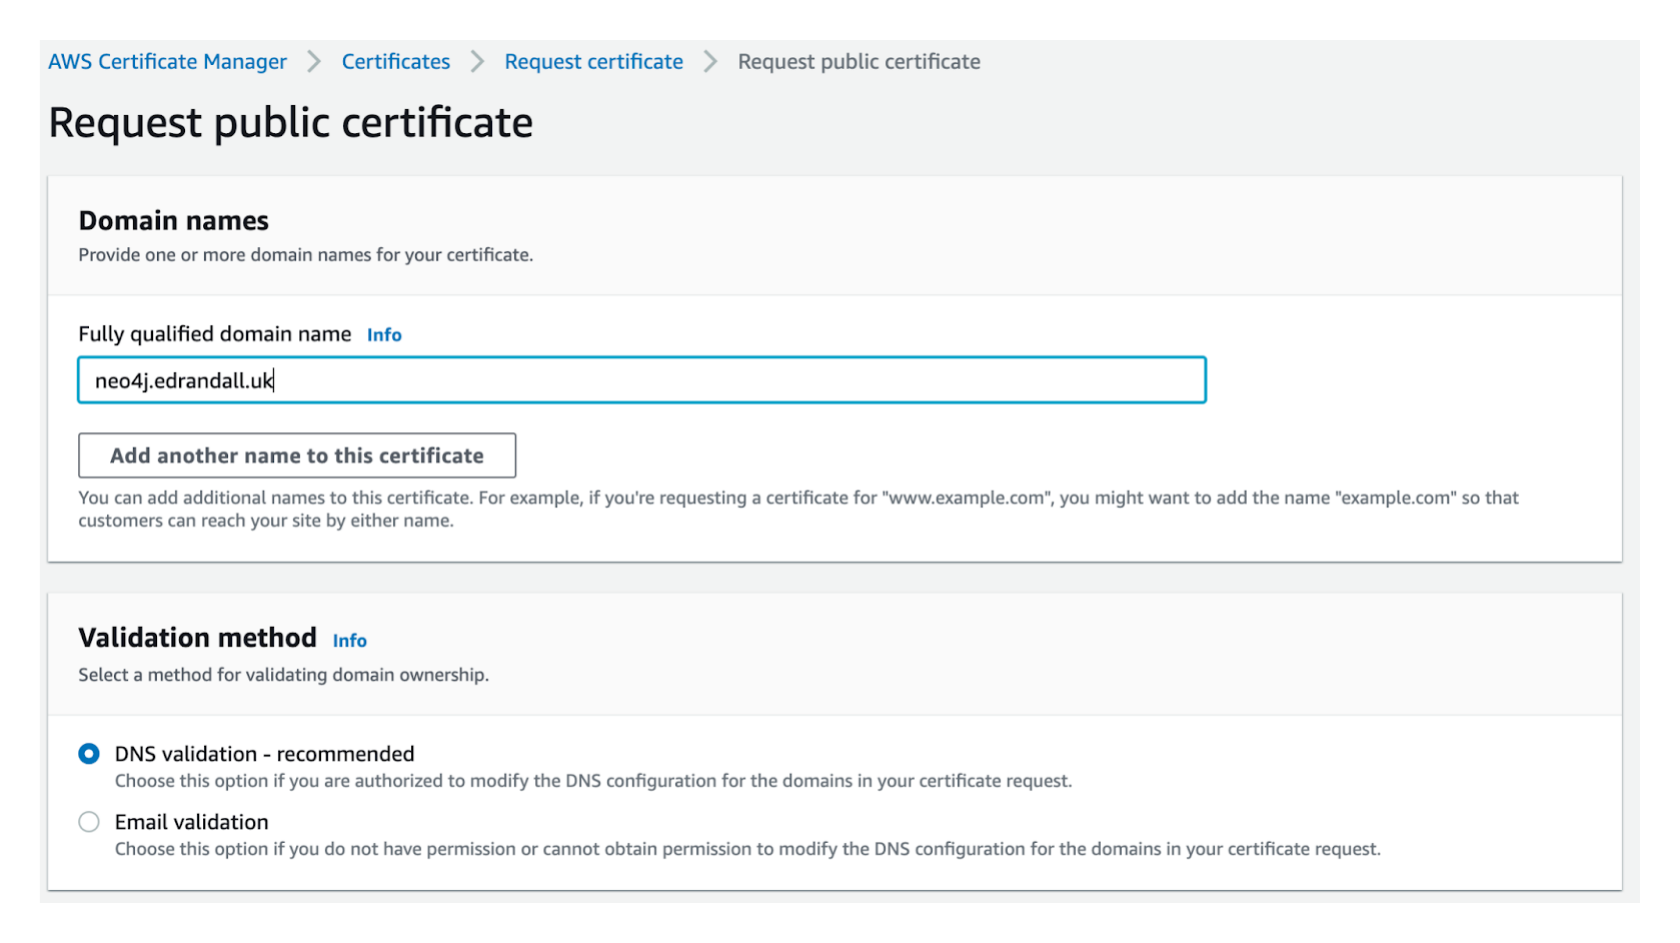 AWS Certificate Manager > Certificates > Request certificate > Request public certificate
Request public certificate
Domain names
Provide one or more domain names for your certificate.
Fully qualified domain name Info
neo4j.edrandall.uk
Add another name to this certificate
You can add additional names to this certificate. For example, if you're requesting a certificate for "www.example.com", you might want to add the name "example.com" so that
customers can reach your site by either name.
Validation method Info
Select a method for validating domain ownership.
DNS validation - recommended
Choose this option if you are authorized to modify the DNS configuration for the domains in your certificate request.
Email validation
Choose this option if you do not have permission or cannot obtain permission to modify the DNS configuration for the domains in your certificate request.